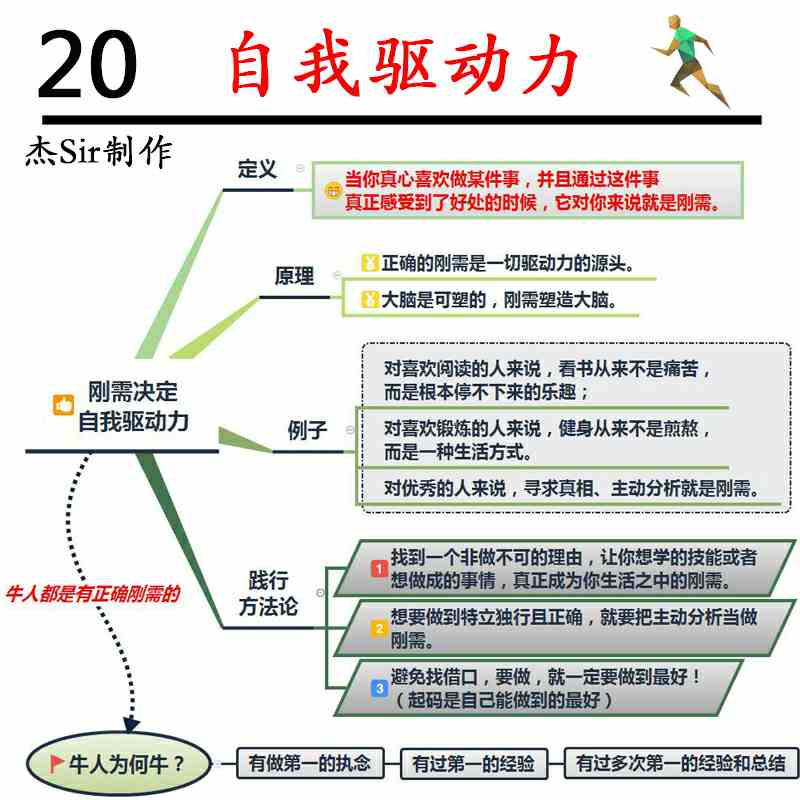 20
自我驱动力
杰Sir制作
定义
当你真心喜欢做某件事，并且通过这件事
真正感受到了好处的时候，它对你来说就是刚需。
原理
正确的刚需是一切驱动力的源头。
大脑是可塑的，刚需塑造大脑。
刚需决定
自我驱动力
例子
对喜欢阅读的人来说，看书从来不是痛苦，
而是根本停不下来的乐趣；
对喜欢锻炼的人来说，健身从来不是煎熬，
而是一种生活方式。
对优秀的人来说，寻求真相、主动分析就是刚需。
践行
方法论
1 找到一个非做不可的理由，让你想学的技能或者
想做成的事情，真正成为你生活之中的刚需。
2 想要做到特立独行且正确，就要把主动分析当做
刚需。
3 避免找借口，要做，就一定要做到最好！
（起码是自己能做到的最好）
牛人都是有正确刚需的
牛人为何牛？
有做第一的执念
有过第一的经验
有过多次第一的经验和总结